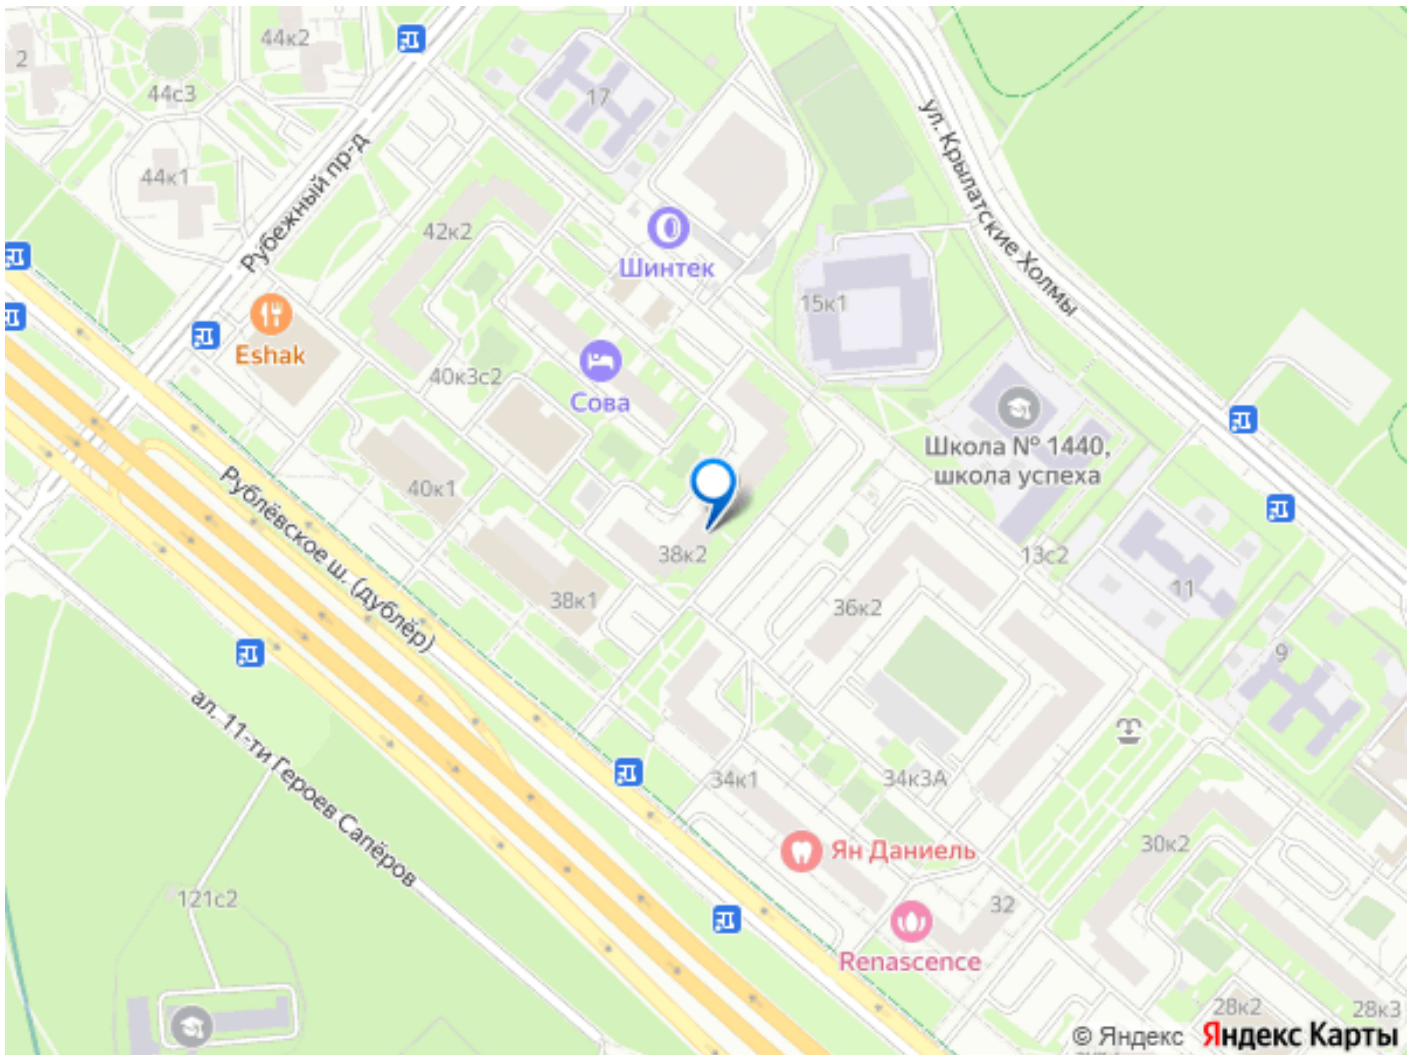 44к2
2
44с3
17
ул. Крылатские Холмы
Рубежный пр-д
44к1
42к2
Шинтек
15к1
Eshak
40к3с2
Сова
Школа № 1440,
школа успеха
40к1
Рублёвское ш. (дублёр)
38к2
13с2
38к1
36к2
11
9
ал. 11-ти Героев Сапёров
34к1
34к3А
Ян Даниель
30к2
121с2
32
Renascence
28к2
28к3
© Яндекс Яндекс Карты